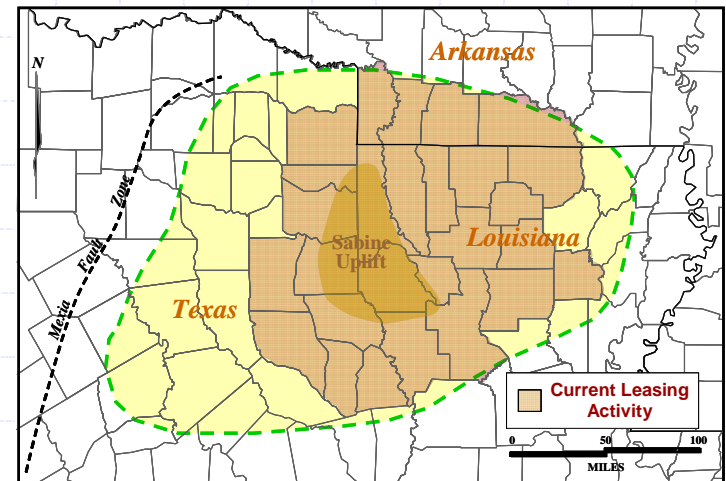 Arkansas
N
Mexia Fault Zone
Sabine
Uplift
Louisiana
Texas
Current Leasing
Activity
0 50 100
MILES